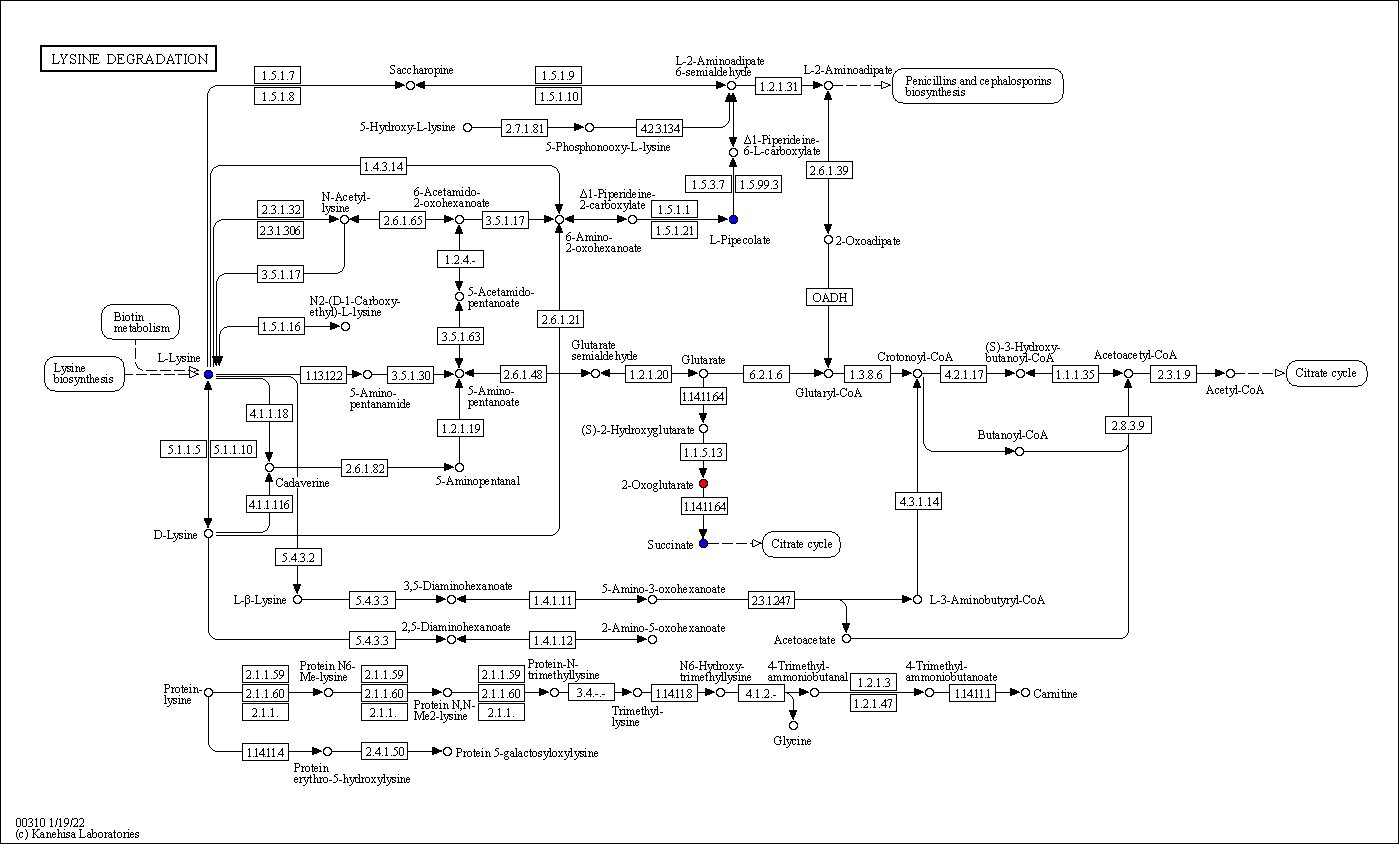 LYSINE DEGRADATION
1.5.1.7
1.5.1.8
Saccharopine
1.5.1.9
1.5.1.10
L-2-Aminoadipate
6-semialdehyde
1.2.1.31
L-2-Aminoadipate
Penicillins and cephalosporins
biosynthesis
5-Hydroxy-L-lysine
2.7.1.81
5-Phosphonooxy-L-lysine
4.2.3.134
Δ1-Piperideine-
6-L-carboxylate
1.4.3.14
1.5.3.7
1.5.99.3
2.6.1.39
N-Acetyl-
lysine
2.3.1.32
2.3.1.306
2.6.1.65
6-Acetamido-
2-oxohexanoate
3.5.1.17
6-Amino-
2-oxohexanoate
Δ1-Piperideine-
2-carboxylate
1.5.1.1
1.5.1.21
L-Pipecolate
2-Oxoadipate
3.5.1.17
1.2.4.-
5-Acetamido-
pentanoate
N2-(D-1-Carboxy-
ethyl)-L-lysine
1.5.1.16
3.5.1.63
2.6.1.21
OADH
Biotin
metabolism
L-Lysine
Lysine
biosynthesis
1.13.12.2
5-Amino-
pentanamide
3.5.1.30
5-Amino-
pentanoate
2.6.1.48
Glutarate
semialdehyde
1.2.1.20
Glutarate
6.2.1.6
Glutaryl-CoA
1.3.8.6
Crotonoyl-CoA
4.2.1.17
(S)-3-Hydroxy-
butanoyl-CoA
1.1.1.35
Acetoacetyl-CoA
2.3.1.9
Acetyl-CoA
Citrate cycle
4.1.1.18
1.14.11.64
(S)-2-Hydroxyglutarate
1.2.1.19
2.8.3.9
Butanoyl-CoA
5.1.1.5
5.1.1.10
1.1.5.13
Cadaverine
2.6.1.82
5-Aminopentanal
2-Oxoglutarate
4.1.1.116
1.14.11.64
4.3.1.14
D-Lysine
Succinate
Citrate cycle
5.4.3.2
L-β-Lysine
5.4.3.3
3,5-Diaminohexanoate
1.4.1.11
5-Amino-3-oxohexanoate
2.3.1.247
L-3-Aminobutyryl-CoA
5.4.3.3
2,5-Diaminohexanoate
1.4.1.12
2-Amino-5-oxohexanoate
Acetoacetate
Protein-
lysine
2.1.1.59
2.1.1.60
2.1.1.
Protein N6-
Me-lysine
2.1.1.59
2.1.1.60
2.1.1.
Protein N,N-
Me2-lysine
2.1.1.59
2.1.1.60
2.1.1.
Protein-N-
trimethyllysine
3.4.-.-
Trimethyl-
lysine
1.14.11.8
N6-Hydroxy-
trimethyllysine
4.1.2.-
Glycine
4-Trimethyl-
ammoniobutanal
1.2.1.3
1.2.1.47
4-Trimethyl-
ammoniobutanoate
1.14.11.1
Carnitine
1.14.11.4
Protein
erythro-5-hydroxylysine
2.4.1.50
Protein 5-galactosyloxylysine
00310 1/19/22
(c) Kanehisa Laboratories